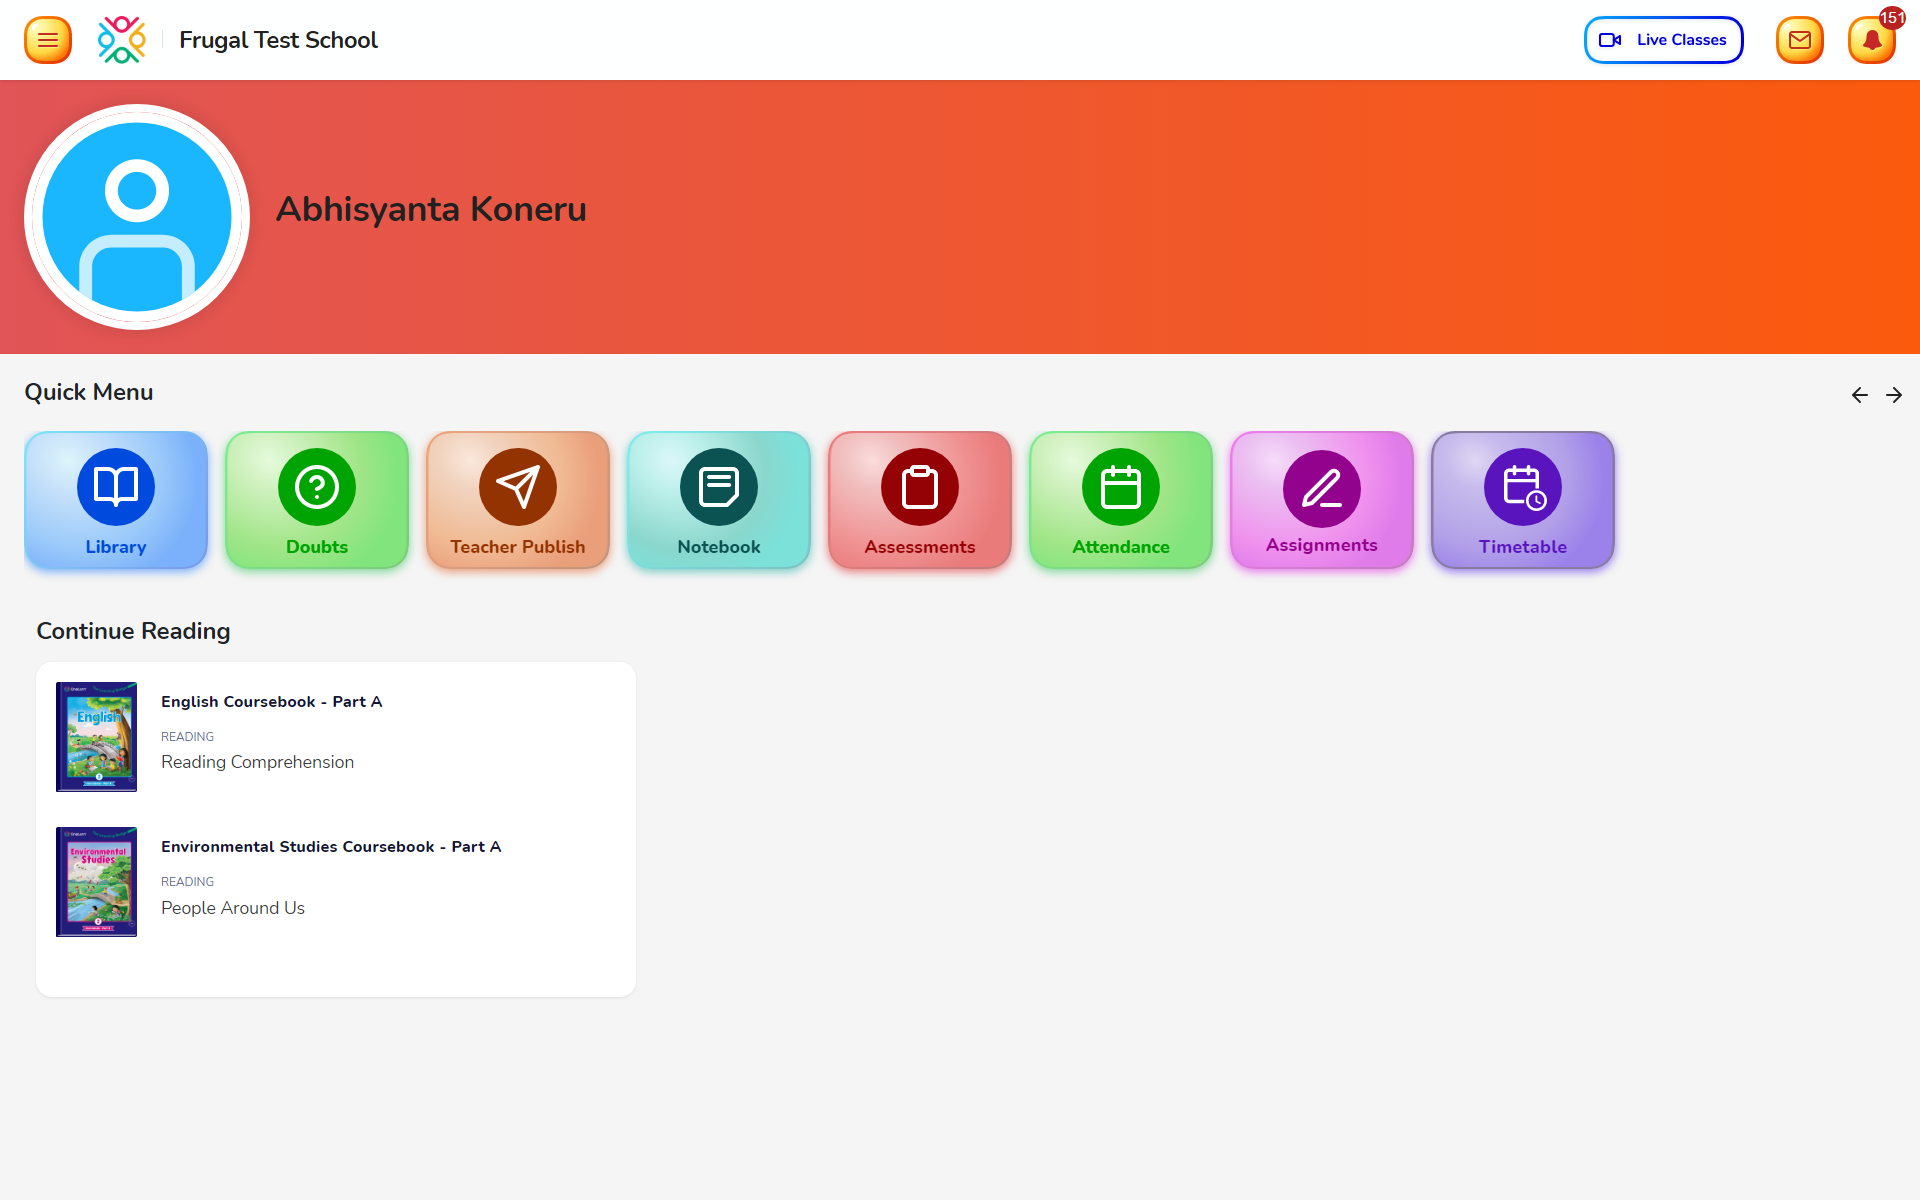 Frugal Test School
Live Classes
151
Abhisyanta Koneru
Quick Menu
Library
Doubts
Teacher Publish
Notebook
Assessments
Attendance
Assignments
Timetable
Continue Reading
English
English Coursebook - Part A
READING
Reading Comprehension
Environmental
Studies
Environmental Studies Coursebook - Part A
READING
People Around Us